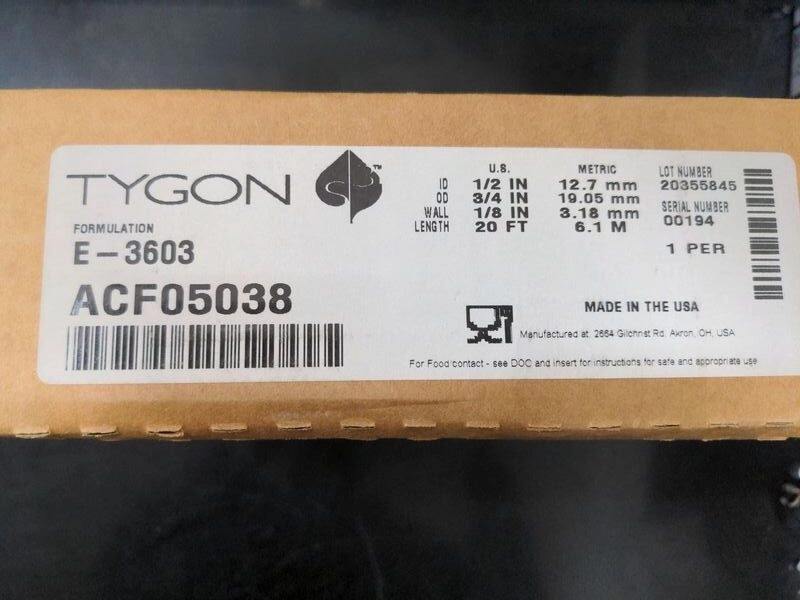 TYGON ™
FORMULATION
E-3603
ACF05038
U.S. METRIC
ID 1/2 IN 12.7 mm
OD 3/4 IN 19.05 mm
WALL 1/8 IN 3.18 mm
LENGTH 20 FT 6.1 M
LOT NUMBER
20355845
SERIAL NUMBER
00194
1 PER
MADE IN THE USA
Manufactured at: 2664 Gilchrist Rd. Akron, OH, USA
For Food contact - see DOC and insert for instructions for safe and appropriate use